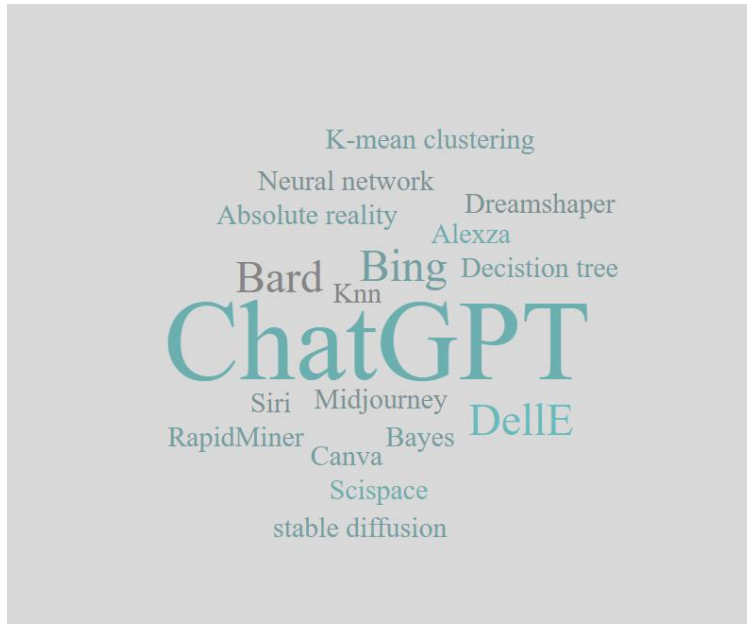 K-mean clustering
Neural network
Dreamshaper
Absolute reality
Alexza
Bing
Decistion tree
Bard
Knn
ChatGPT
Siri
Midjourney
DellE
RapidMiner
Bayes
Canva
Scispace
stable diffusion